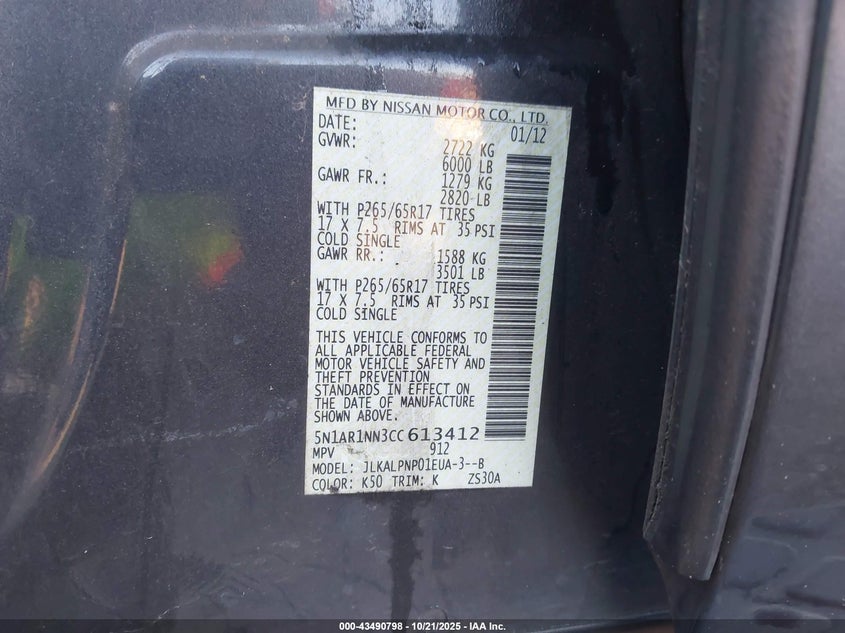 MFD BY NISSAN MOTOR CO., LTD.
DATE: 01/12
GVWR: 2722 KG
6000 LB
GAWR FR.: 1279 KG
2820 LB
WITH P265/65R17 TIRES
17 X 7.5 RIMS AT 35 PSI
COLD SINGLE
GAWR RR.: 1588 KG
3501 LB
WITH P265/65R17 TIRES
17 X 7.5 RIMS AT 35 PSI
COLD SINGLE
THIS VEHICLE CONFORMS TO
ALL APPLICABLE FEDERAL
MOTOR VEHICLE SAFETY AND
THEFT PREVENTION
STANDARDS IN EFFECT ON
THE DATE OF MANUFACTURE
SHOWN ABOVE.
5N1AR1NN3CC613412
MPV 912
MODEL: JLKALPNP01EUA-3--B
COLOR: K50 TRIM: K ZS30A
000-43490798 - 10/21/2025 - IAA Inc.